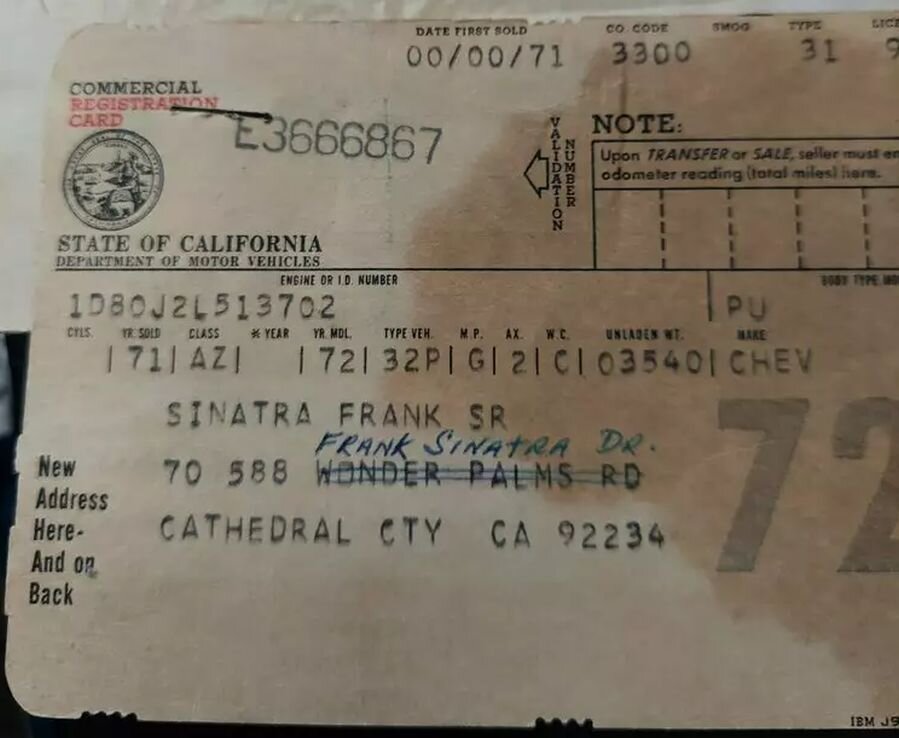 DATE FIRST SOLD CO. CODE SMOG TYPE
00/00/71 3300 31 9
COMMERCIAL
REGISTRATION
CARD
E3666867
VALIDATION
NUMBER
NOTE:
Upon TRANSFER or SALE, seller must
odometer reading (total miles) here.
STATE OF CALIFORNIA
DEPARTMENT OF MOTOR VEHICLES
ENGINE OR I.D. NUMBER BODY TYPE
1D80J2L513702 PU
CYLS. YR. SOLD CLASS * YEAR YR. MDL. TYPE VEH. M.P. AX. W.C. UNLADEN WT. MAKE
|71|AZ| |72|32P|G|2|C|03540|CHEV
SINATRA FRANK SR
FRANK SINATRA DR.
70 588 WONDER PALMS RD
CATHEDRAL CTY CA 92234
New
Address
Here-
And on
Back
72
IBM